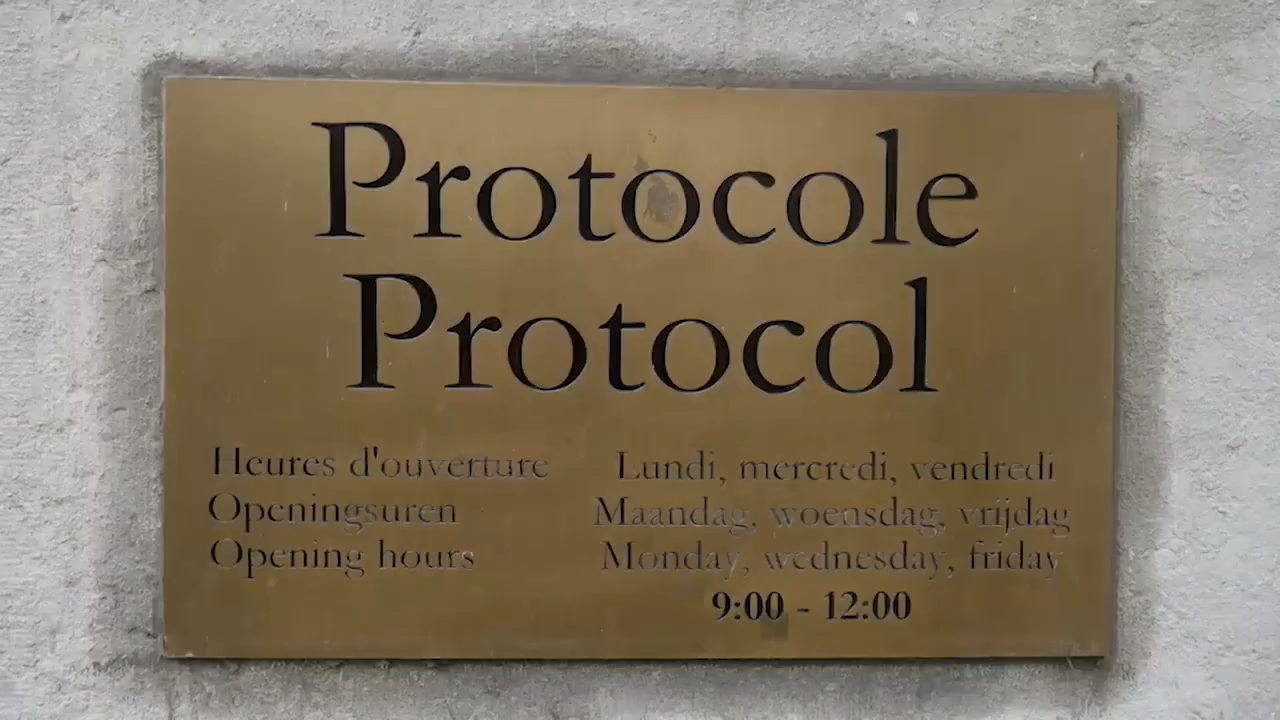 Protocole
Protocol
Heures d'ouverture Lundi, mercredi, vendredi
Openingsuren Maandag, woensdag, vrijdag
Opening hours Monday, wednesday, friday
9:00 - 12:00